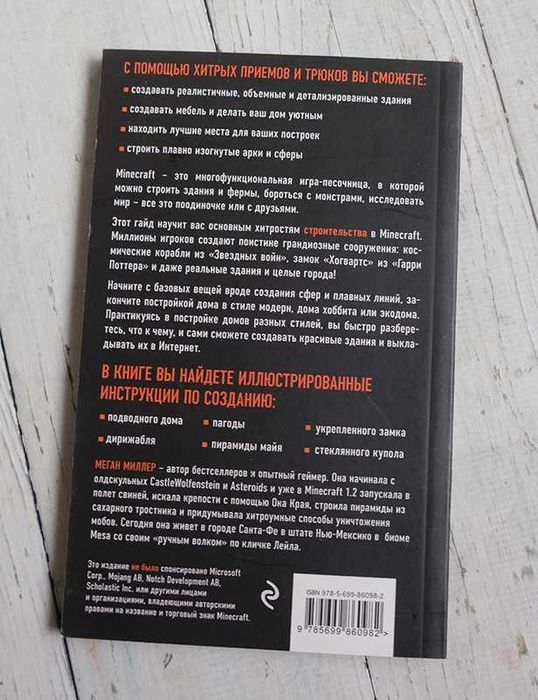 С ПОМОЩЬЮ ХИТРЫХ ПРИЕМОВ И ТРЮКОВ ВЫ СМОЖЕТЕ:
создавать реалистичные, объемные и детализированные здания
создавать мебель и делать ваш дом уютным
находить лучшие места для ваших построек
строить плавно изогнутые арки и сферы
Minecraft – это многофункциональная игра-песочница, в которой
можно строить здания и фермы, бороться с монстрами, исследовать
мир – все это поодиночке или с друзьями.
Этот гайд научит вас основным хитростям строительства в Minecraft.
Миллионы игроков создают поистине грандиозные сооружения: кос-
мические корабли из «Звездных войн», замок «Хогвартс» из «Гарри
Поттера» и даже реальные здания и целые города!
Начните с базовых вещей вроде создания сфер и плавных линий, за-
кончите постройкой дома в стиле модерн, дома хоббита или экодома.
Практикуясь в постройке домов разных стилей, вы быстро разбере-
тесь, что к чему, и сами сможете создавать красивые здания и выкла-
дывать их в Интернет.
В КНИГЕ ВЫ НАЙДЕТЕ ИЛЛЮСТРИРОВАННЫЕ
ИНСТРУКЦИИ ПО СОЗДАНИЮ:
подводного дома
пагоды
укрепленного замка
дирижабля
пирамиды майя
стеклянного купола
МЕГАН МИЛЛЕР – автор бестселлеров и опытный геймер. Она начинала с
олдскульных CastleWolfenstein и Asteroids и уже в Minecraft 1.2 запускала в
полет свиней, искала крепости с помощью Ока Края, строила пирамиды из
сахарного тростника и придумывала хитроумные способы уничтожения
мобов. Сегодня она живет в городе Санта-Фе в штате Нью-Мексико в биоме
Mesa со своим «ручным волком» по кличке Лейла.
Это издание не было спонсировано Microsoft
Corp., Mojang AB, Notch Development AB,
Scholastic Inc. или другими лицами
и организациями, владеющими авторскими
правами на название и торговый знак Minecraft.
ISBN 978-5-699-86098-2
9 785699 860982 >